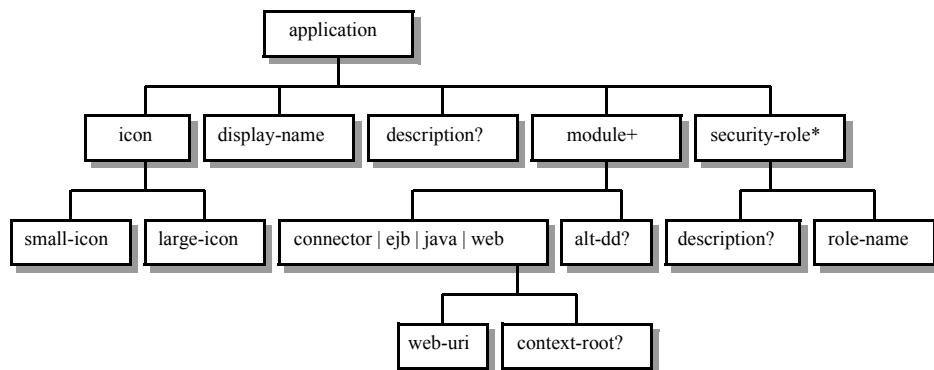 application
icon
display-name
description?
module+
security-role*
small-icon
large-icon
connector | ejb | java | web
alt-dd?
description?
role-name
web-uri
context-root?